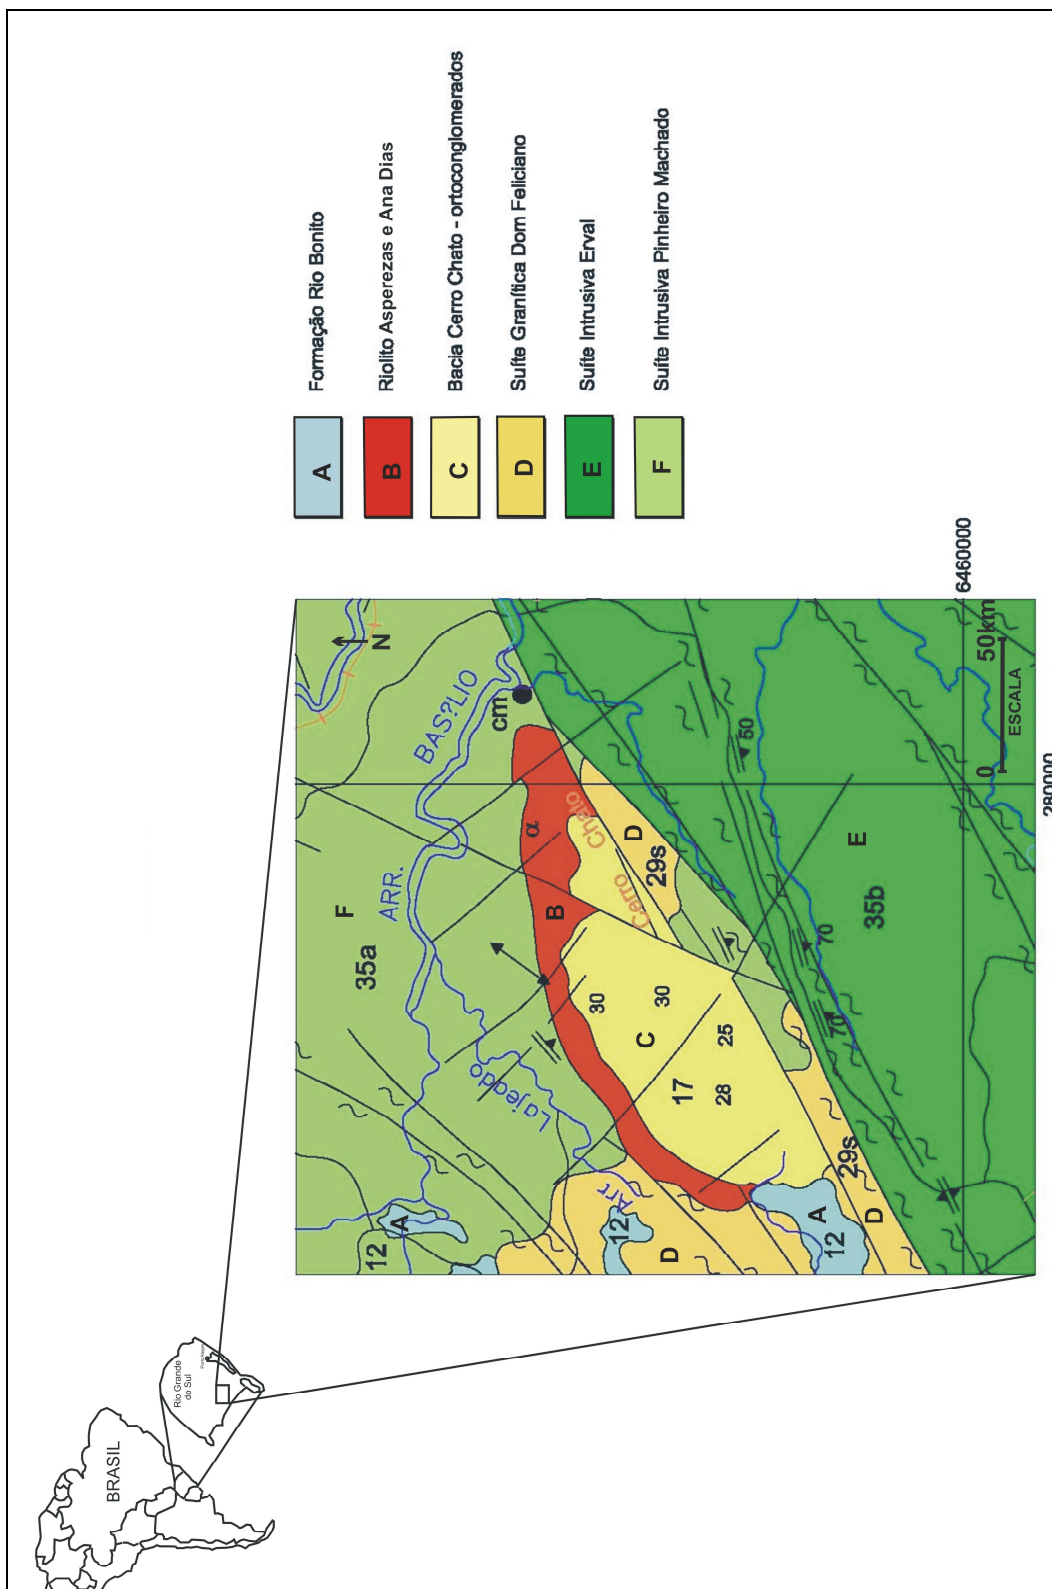 BRASIL
Rio Grande
do Sul
A
Formação Rio Bonito
B
Riolito Asperezas e Ana Dias
C
Bacia Cerro Chato - ortoconglomerados
D
Suíte Granítica Dom Feliciano
E
Suíte Intrusiva Erval
F
Suíte Intrusiva Pinheiro Machado
N
F
35a
ARR.
BAS?LIO
cm
12
A
Lajeado
Arr
12
D
B
α
Cerro
Chato
D
29s
30
30
C
25
17
28
A
12
29s
D
50
70
70
E
35b
0
50km
ESCALA
6460000
280000